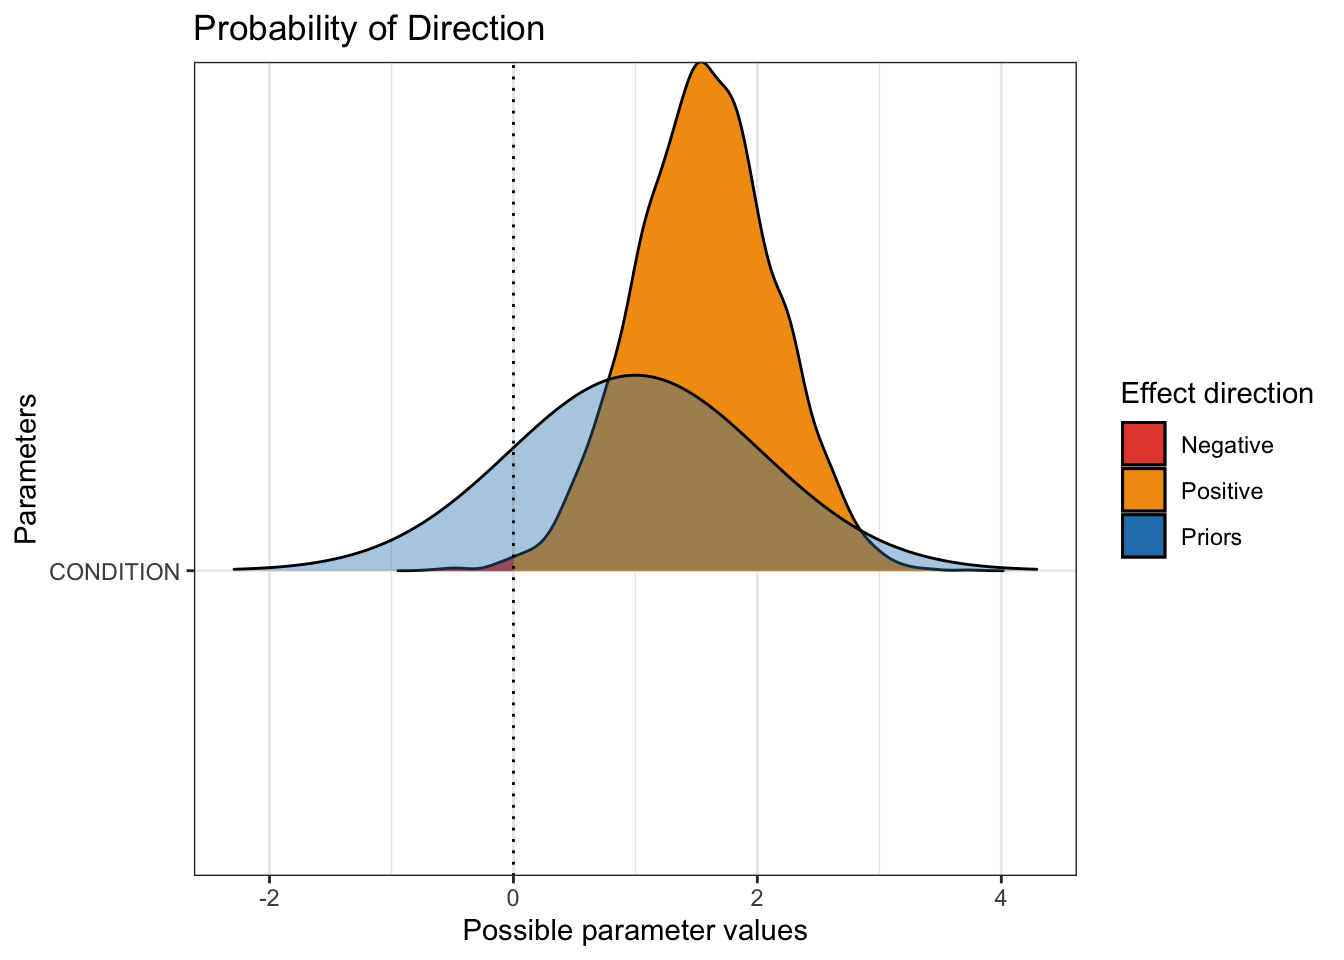 Probability of Direction
Parameters
CONDITION
-2
0
2
4
Possible parameter values
Effect direction
Negative
Positive
Priors